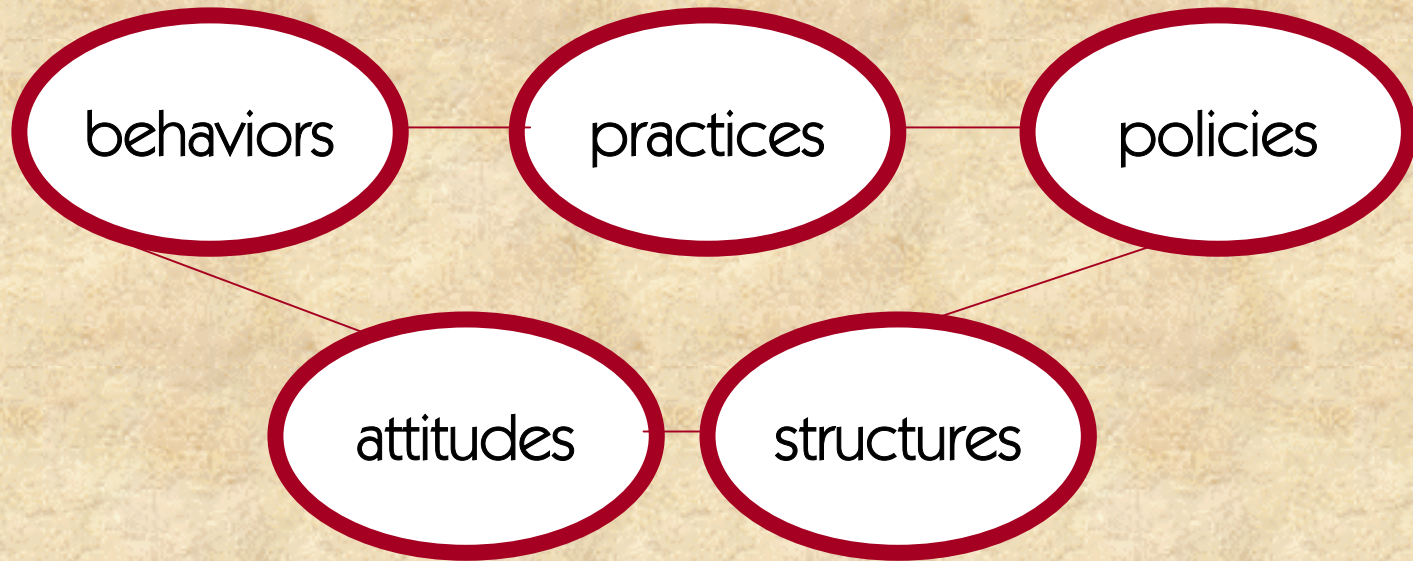 behaviors
practices
policies
attitudes
structures